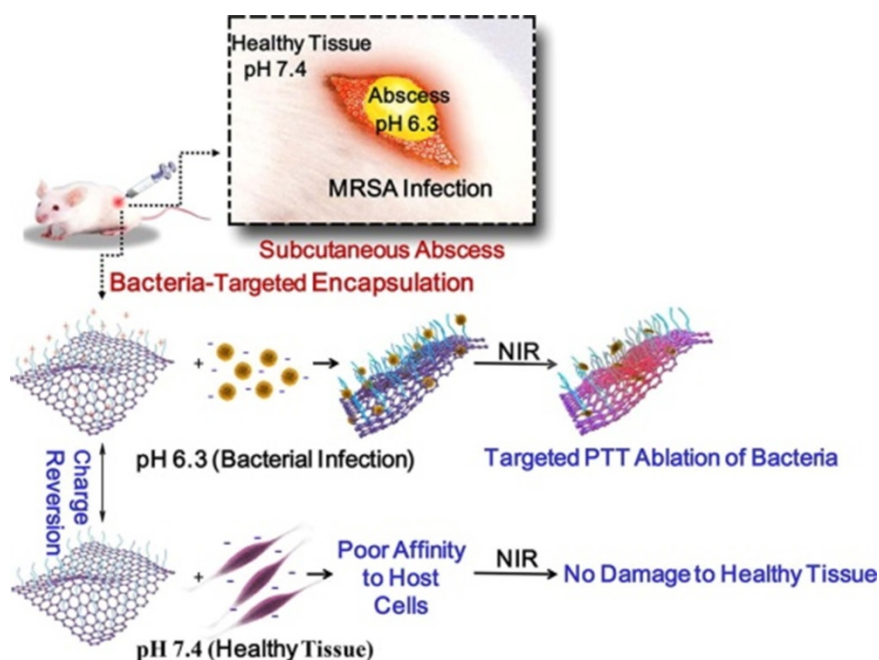 Healthy Tissue
pH 7.4
Abscess
pH 6.3
MRSA Infection
Subcutaneous Abscess
Bacteria-Targeted Encapsulation
+
NIR
pH 6.3 (Bacterial Infection)
Targeted PTT Ablation of Bacteria
Charge
Reversion
+
Poor Affinity
to Host
Cells
NIR
No Damage to Healthy Tissue
pH 7.4 (Healthy Tissue)